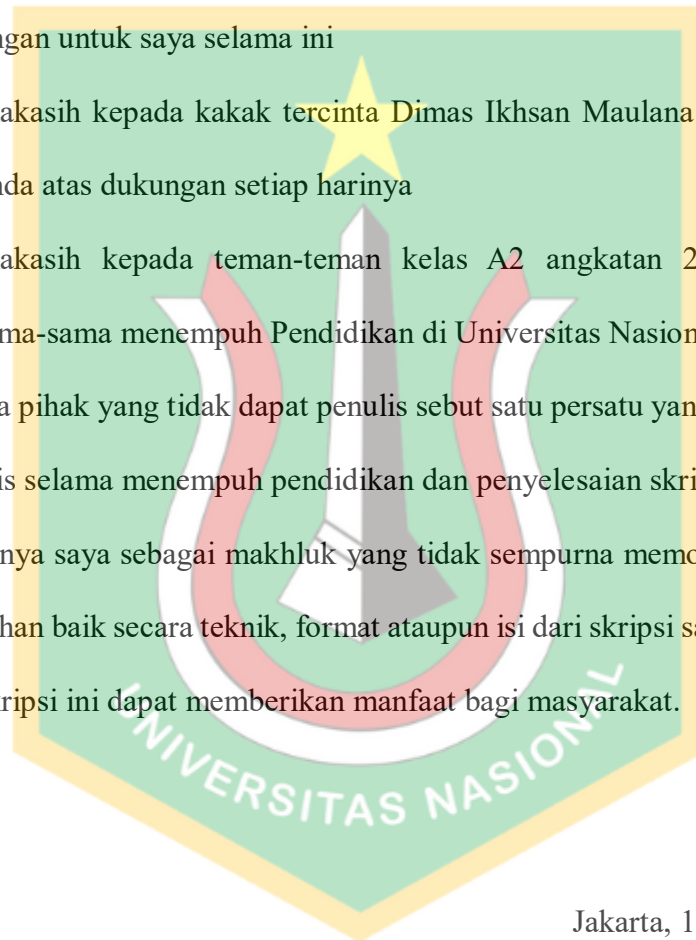 ngan untuk saya selama ini
akasih kepada kakak tercinta Dimas Ikhsan Maulana
nda atas dukungan setiap harinya
akasih kepada teman-teman kelas A2 angkatan 2
ma-sama menempuh Pendidikan di Universitas Nasion
a pihak yang tidak dapat penulis sebut satu persatu yan
is selama menempuh pendidikan dan penyelesaian skri
nya saya sebagai makhluk yang tidak sempurna memo
han baik secara teknik, format ataupun isi dari skripsi sa
kripsi ini dapat memberikan manfaat bagi masyarakat.
UNIVERSITAS NASIONAL
Jakarta, 1